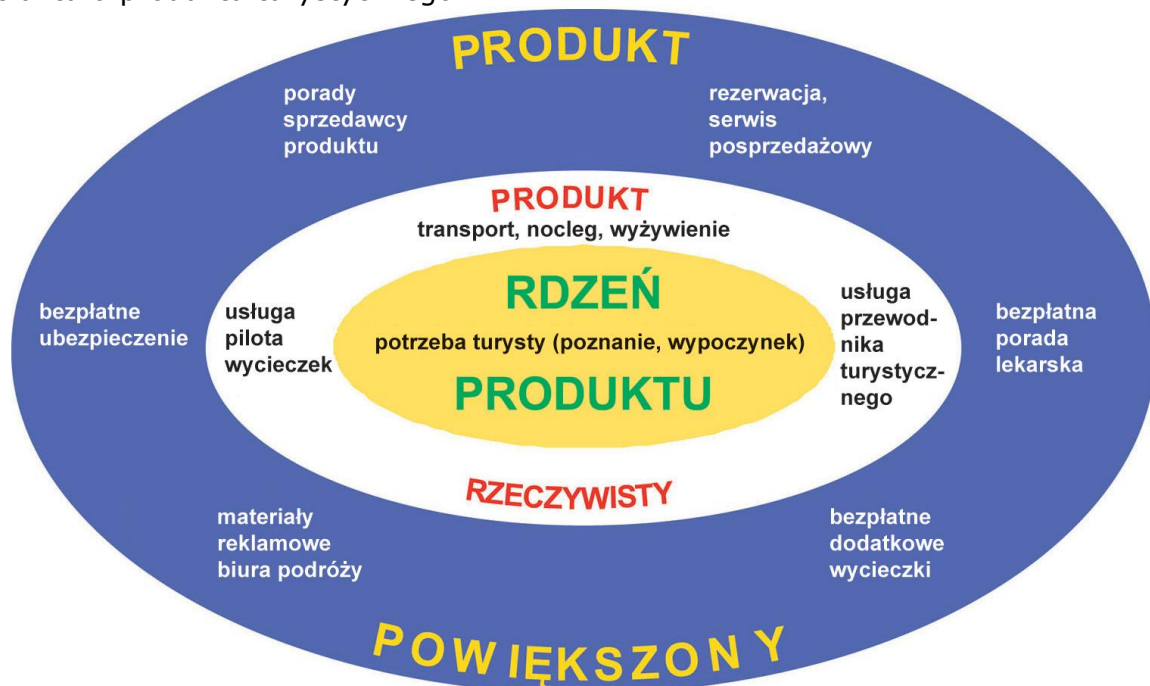 PRODUKT
porady
sprzedawcy
produktu
rezerwacja,
serwis
posprzedażowy
PRODUKT
transport, nocleg, wyżywienie
bezpłatne
ubezpieczenie
usługa
pilota
wycieczek
RDZEŃ
potrzeba turysty (poznanie, wypoczynek)
PRODUKTU
usługa
przewod-
nika
turystycz-
nego
bezpłatna
porada
lekarska
RZECZYWISTY
materiały
reklamowe
biura podróży
bezpłatne
dodatkowe
wycieczki
POWIĘKSZONY